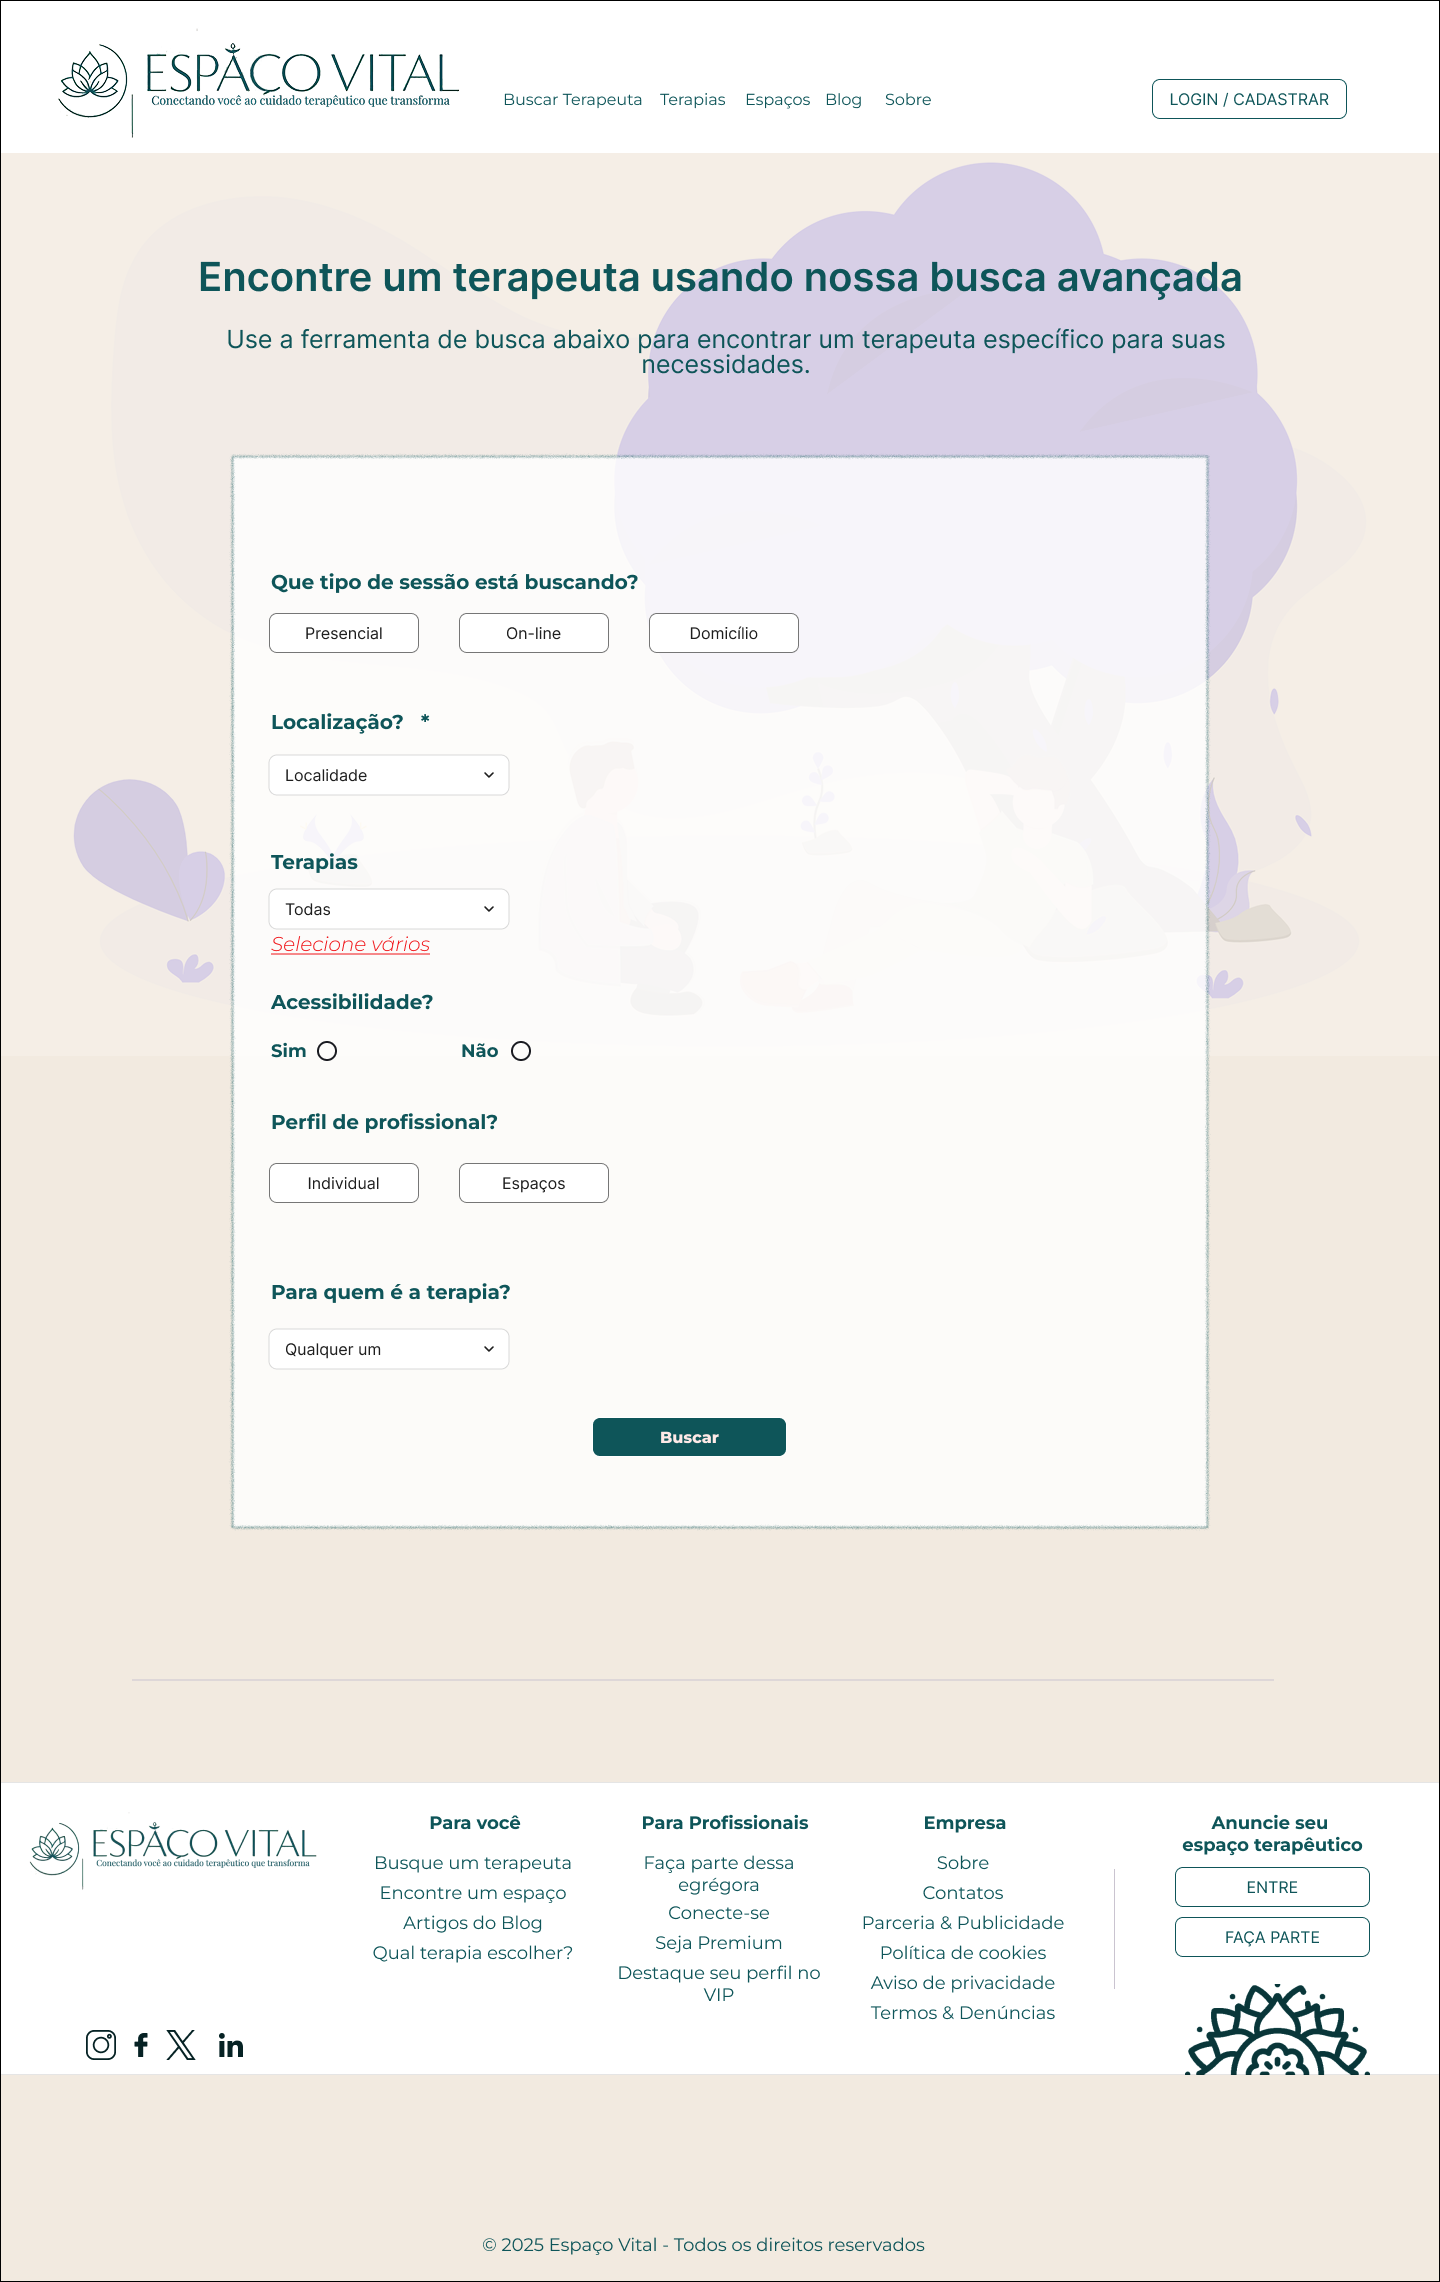 ESPAÇO VITAL
Conectando você ao cuidado terapêutico que transforma
Buscar Terapeuta Terapias Espaços Blog Sobre
LOGIN / CADASTRAR
Encontre um terapeuta usando nossa busca avançada
Use a ferramenta de busca abaixo para encontrar um terapeuta específico para suas
necessidades.
Que tipo de sessão está buscando?
Presencial On-line Domicílio
Localização? *
Localidade
Terapias
Todas
Selecione vários
Acessibilidade?
Sim Não
Perfil de profissional?
Individual Espaços
Para quem é a terapia?
Qualquer um
Buscar
ESPAÇO VITAL
Conectando você ao cuidado terapêutico que transforma
Para você
Busque um terapeuta
Encontre um espaço
Artigos do Blog
Qual terapia escolher?
Para Profissionais
Faça parte dessa
egrégora
Conecte-se
Seja Premium
Destaque seu perfil no
VIP
Empresa
Sobre
Contatos
Parceria & Publicidade
Política de cookies
Aviso de privacidade
Termos & Denúncias
Anuncie seu
espaço terapêutico
ENTRE
FAÇA PARTE
© 2025 Espaço Vital - Todos os direitos reservados